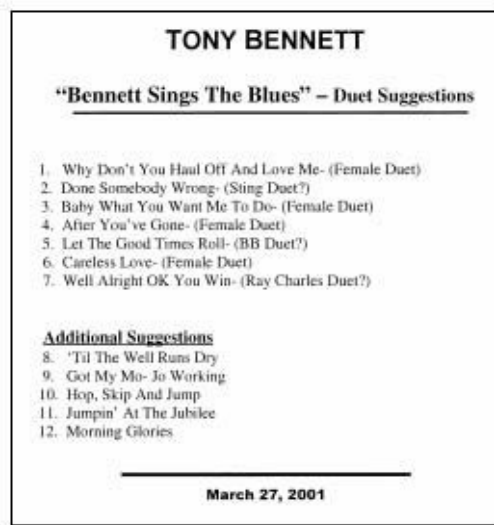 TONY BENNETT
“Bennett Sings The Blues” – Duet Suggestions
1. Why Don't You Haul Off And Love Me- (Female Duet)
2. Done Somebody Wrong- (Sting Duet?)
3. Baby What You Want Me To Do- (Female Duet)
4. After You've Gone- (Female Duet)
5. Let The Good Times Roll- (BB Duet?)
6. Careless Love- (Female Duet)
7. Well Alright OK You Win- (Ray Charles Duet?)
Additional Suggestions
8. 'Til The Well Runs Dry
9. Got My Mo- Jo Working
10. Hop, Skip And Jump
11. Jumpin' At The Jubilee
12. Morning Glories
March 27, 2001